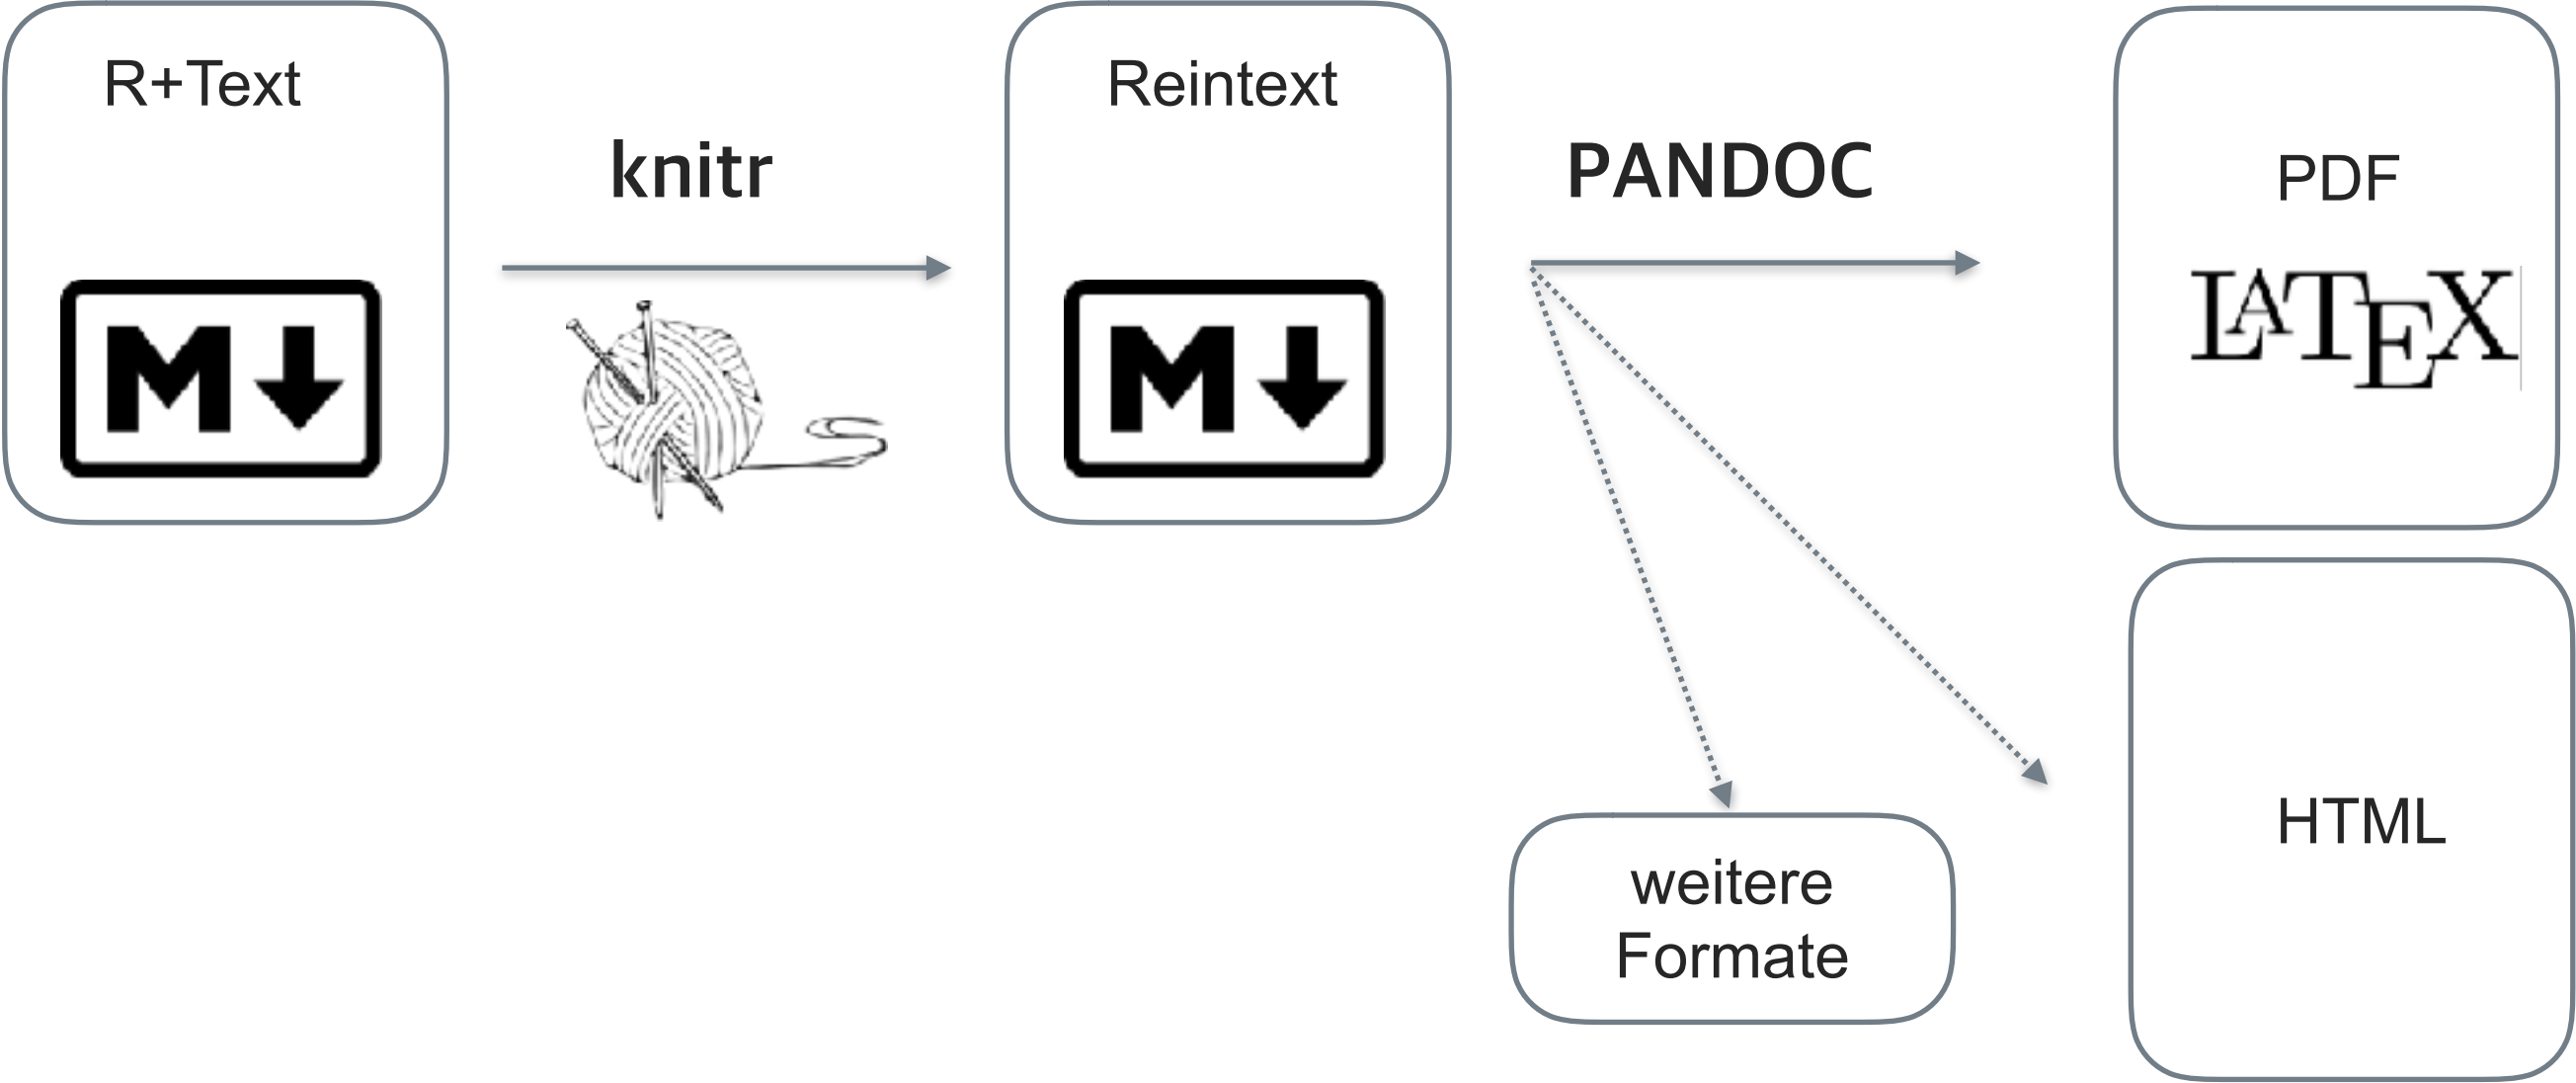 R+Text
M
knitr
Reintext
M
PANDOC
PDF
LATEX
HTML
weitere
Formate